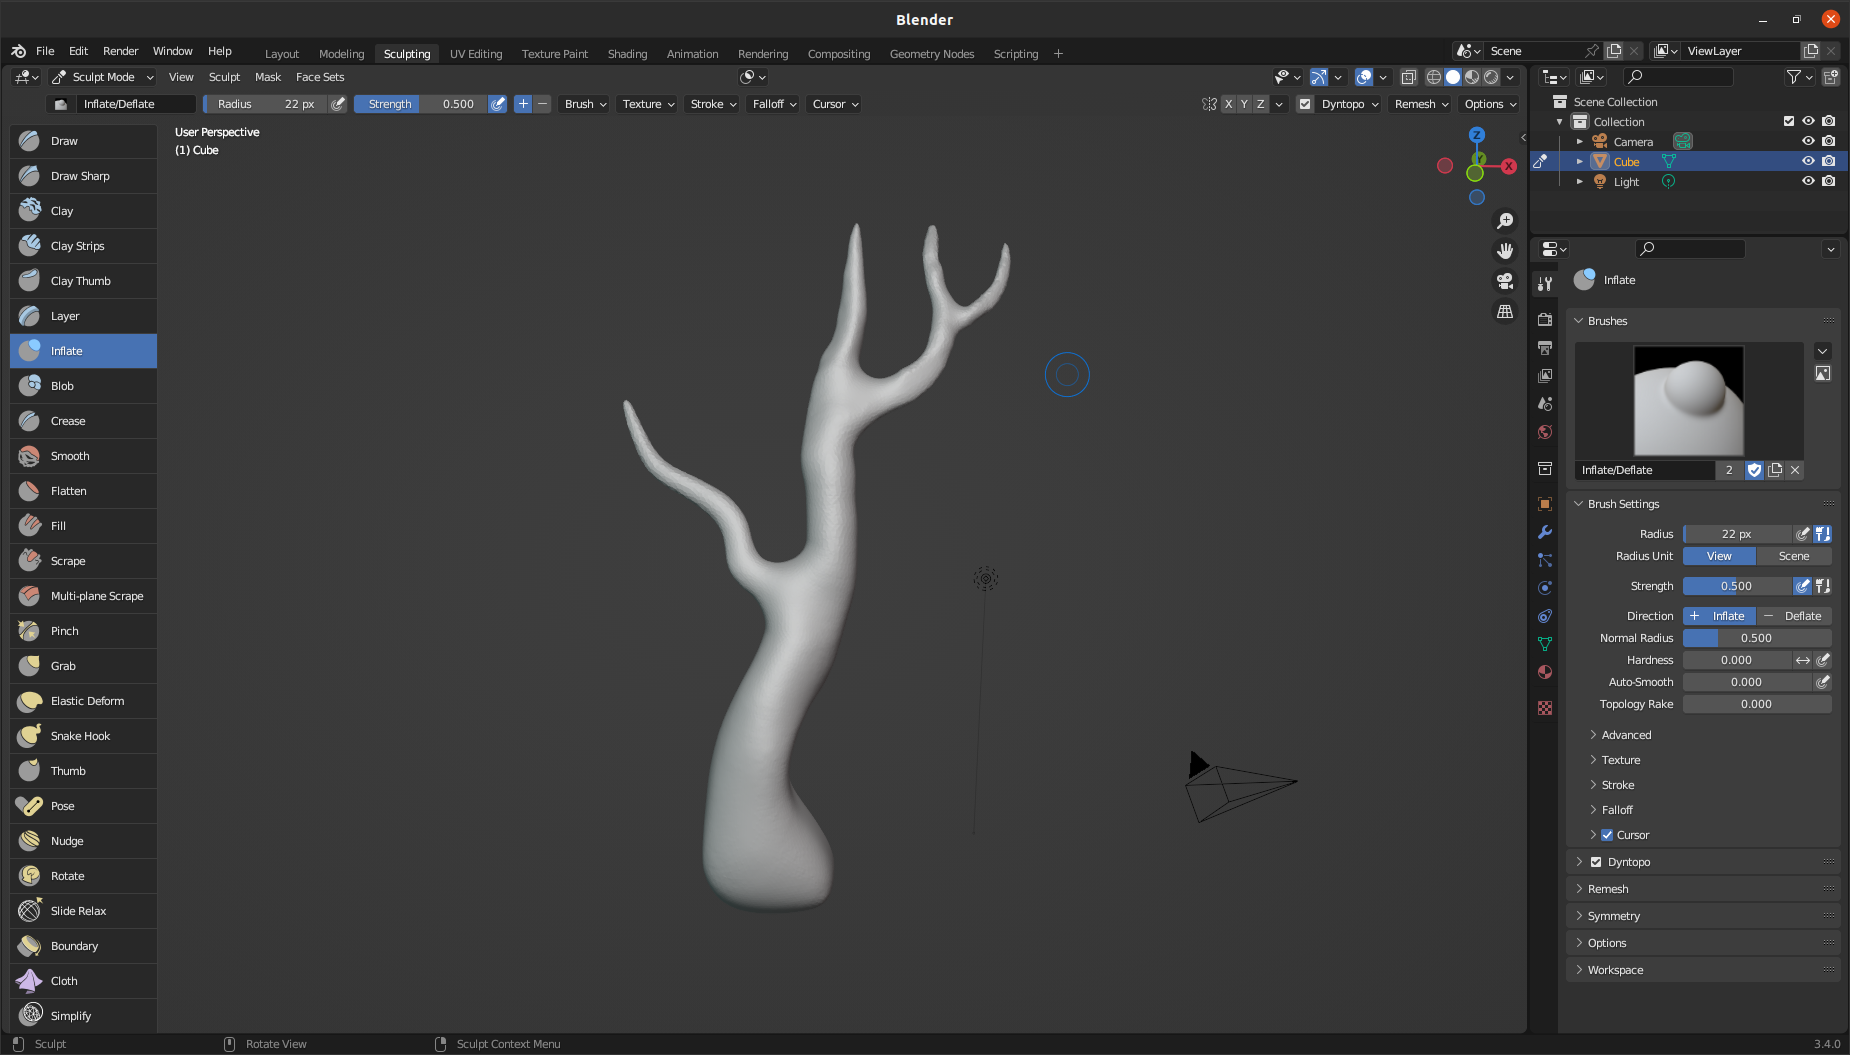 Blender
File Edit Render Window Help
Layout Modeling Sculpting UV Editing Texture Paint Shading Animation Rendering Compositing Geometry Nodes Scripting +
Scene
ViewLayer
Sculpt Mode View Sculpt Mask Face Sets
Inflate/Deflate Radius 22 px Strength 0.500 + − Brush Texture Stroke Falloff Cursor
X Y Z Dyntopo Remesh Options
User Perspective
(1) Cube
Z
Y
X
Draw
Draw Sharp
Clay
Clay Strips
Clay Thumb
Layer
Inflate
Blob
Crease
Smooth
Flatten
Fill
Scrape
Multi-plane Scrape
Pinch
Grab
Elastic Deform
Snake Hook
Thumb
Pose
Nudge
Rotate
Slide Relax
Boundary
Cloth
Simplify
Scene Collection
Collection
Camera
Cube
Light
Inflate
Brushes
Inflate/Deflate 2
Brush Settings
Radius 22 px
Radius Unit View Scene
Strength 0.500
Direction + Inflate − Deflate
Normal Radius 0.500
Hardness 0.000
Auto-Smooth 0.000
Topology Rake 0.000
Advanced
Texture
Stroke
Falloff
Cursor
Dyntopo
Remesh
Symmetry
Options
Workspace
Sculpt Rotate View Sculpt Context Menu 3.4.0